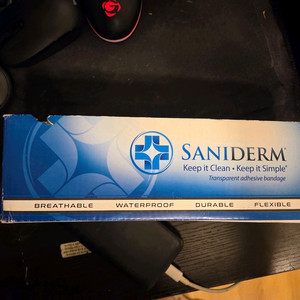 SANIDERM®
Keep it Clean • Keep it Simple®
Transparent adhesive bandage
BREATHABLE WATERPROOF DURABLE FLEXIBLE